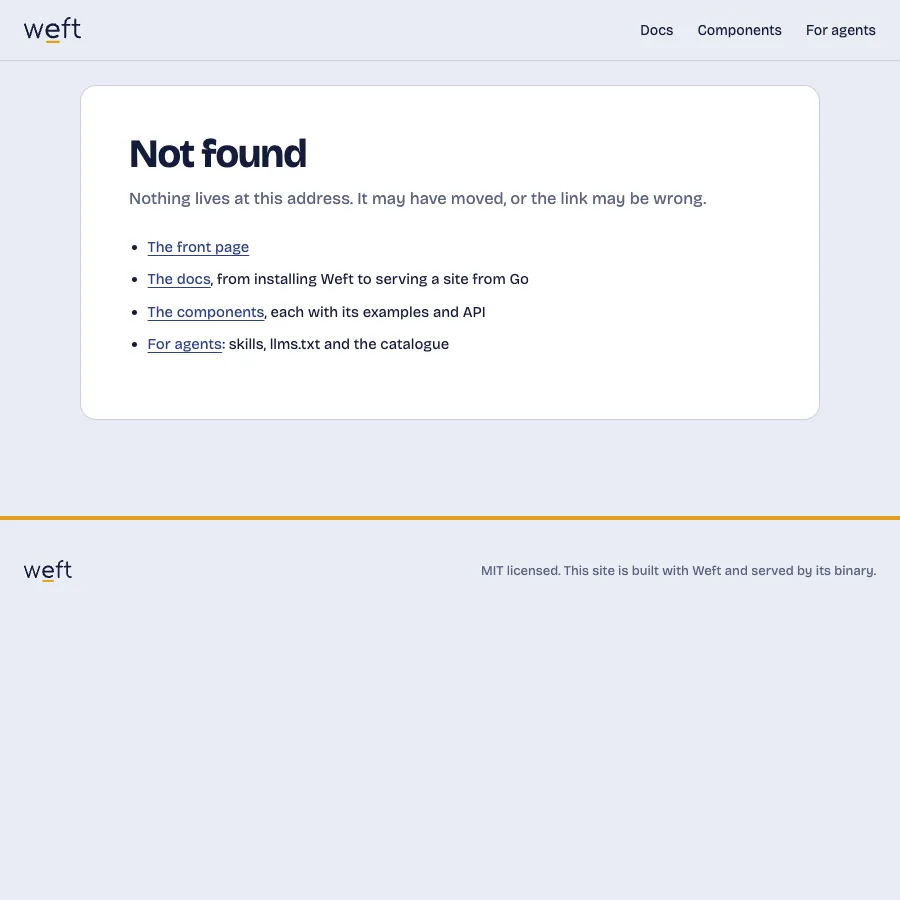 weft
Docs Components For agents
Not found
Nothing lives at this address. It may have moved, or the link may be wrong.
The front page
The docs, from installing Weft to serving a site from Go
The components, each with its examples and API
For agents: skills, llms.txt and the catalogue
weft
MIT licensed. This site is built with Weft and served by its binary.